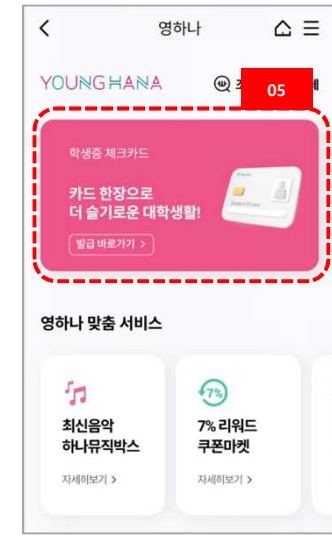 영하나
YOUNG HANA
05
학생증 체크카드
카드 한장으로
더 슬기로운 대학생활!
발급 바로가기 >
Student ID Card
영하나 맞춤 서비스
7%
최신음악
하나뮤직박스
자세히보기 >
7% 리워드
쿠폰마켓
자세히보기 >